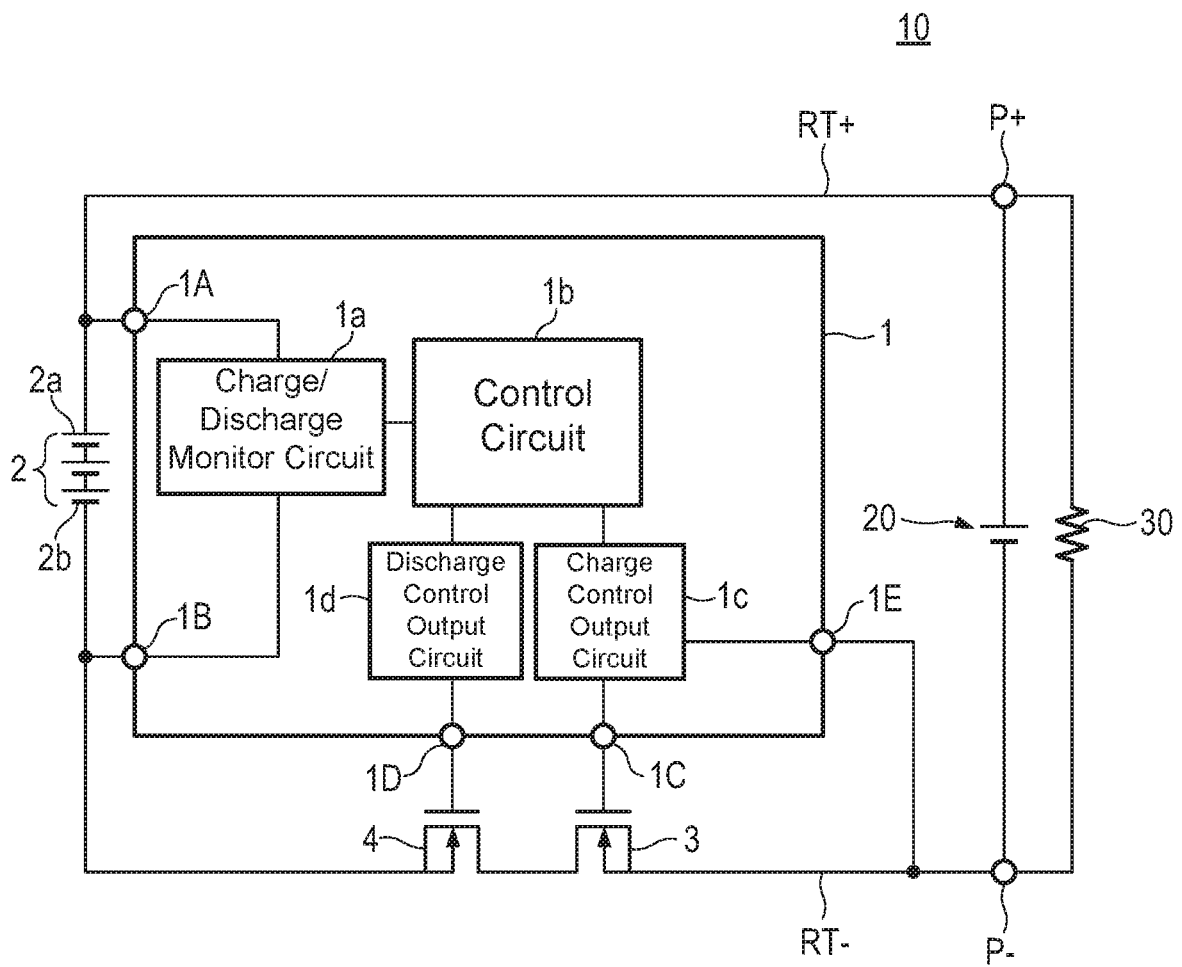 10
RT+
P+
1A
1a
1b
1
Charge/
Discharge
Monitor Circuit
Control
Circuit
2a
2
2b
20
30
Discharge
Control
Output
Circuit
1d
Charge
Control
Output
Circuit
1c
1E
1B
1D
1C
4
3
RT-
P-